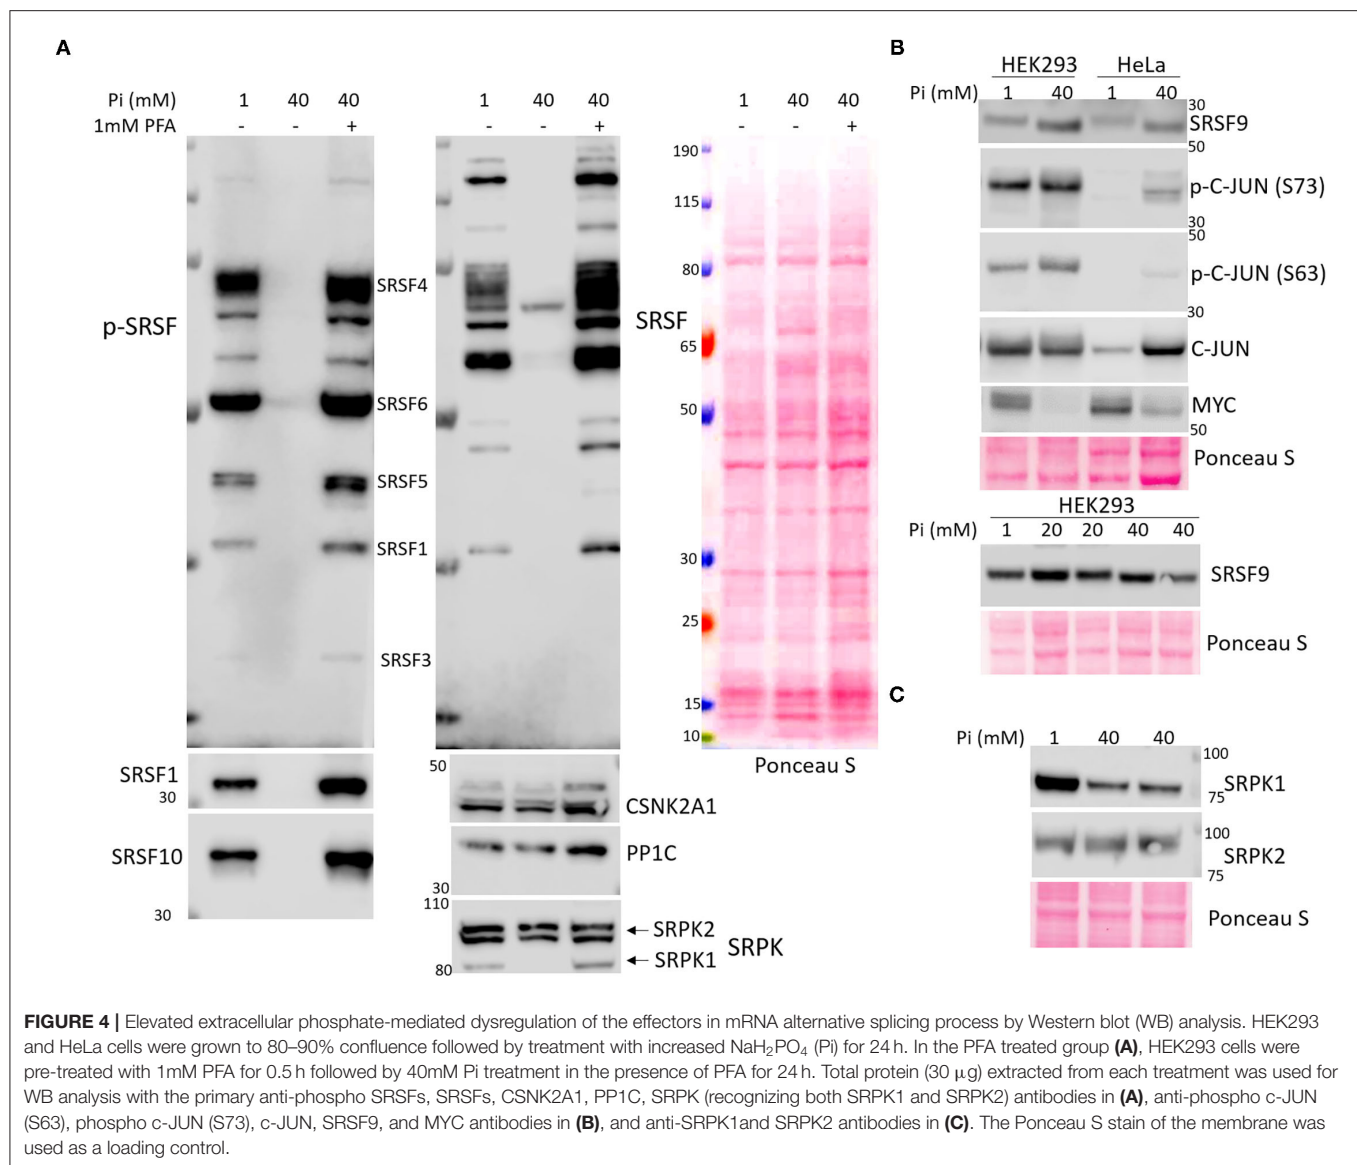 A
Pi (mM) 1 40 40
1mM PFA - - +
p-SRSF
SRSF4
SRSF6
SRSF5
SRSF1
SRSF3
SRSF1
30
SRSF10
30
1 40 40
- - +
SRSF
50
CSNK2A1
PP1C
30
110
SRPK2
SRPK1
SRPK
80
1 40 40
- - +
190
115
80
65
50
30
25
15
10
Ponceau S
B
HEK293 HeLa
Pi (mM) 1 40 1 40
30
SRSF9
50
p-C-JUN (S73)
30
50
p-C-JUN (S63)
30
C-JUN
MYC
50
Ponceau S
HEK293
Pi (mM) 1 20 20 40 40
SRSF9
Ponceau S
C
Pi (mM) 1 40 40
100
SRPK1
75
100
SRPK2
75
Ponceau S
FIGURE 4 | Elevated extracellular phosphate-mediated dysregulation of the effectors in mRNA alternative splicing process by Western blot (WB) analysis. HEK293
and HeLa cells were grown to 80–90% confluence followed by treatment with increased NaH₂PO₄ (Pi) for 24 h. In the PFA treated group (A), HEK293 cells were
pre-treated with 1mM PFA for 0.5 h followed by 40mM Pi treatment in the presence of PFA for 24 h. Total protein (30 μg) extracted from each treatment was used for
WB analysis with the primary anti-phospho SRSFs, SRSFs, CSNK2A1, PP1C, SRPK (recognizing both SRPK1 and SRPK2) antibodies in (A), anti-phospho c-JUN
(S63), phospho c-JUN (S73), c-JUN, SRSF9, and MYC antibodies in (B), and anti-SRPK1and SRPK2 antibodies in (C). The Ponceau S stain of the membrane was
used as a loading control.